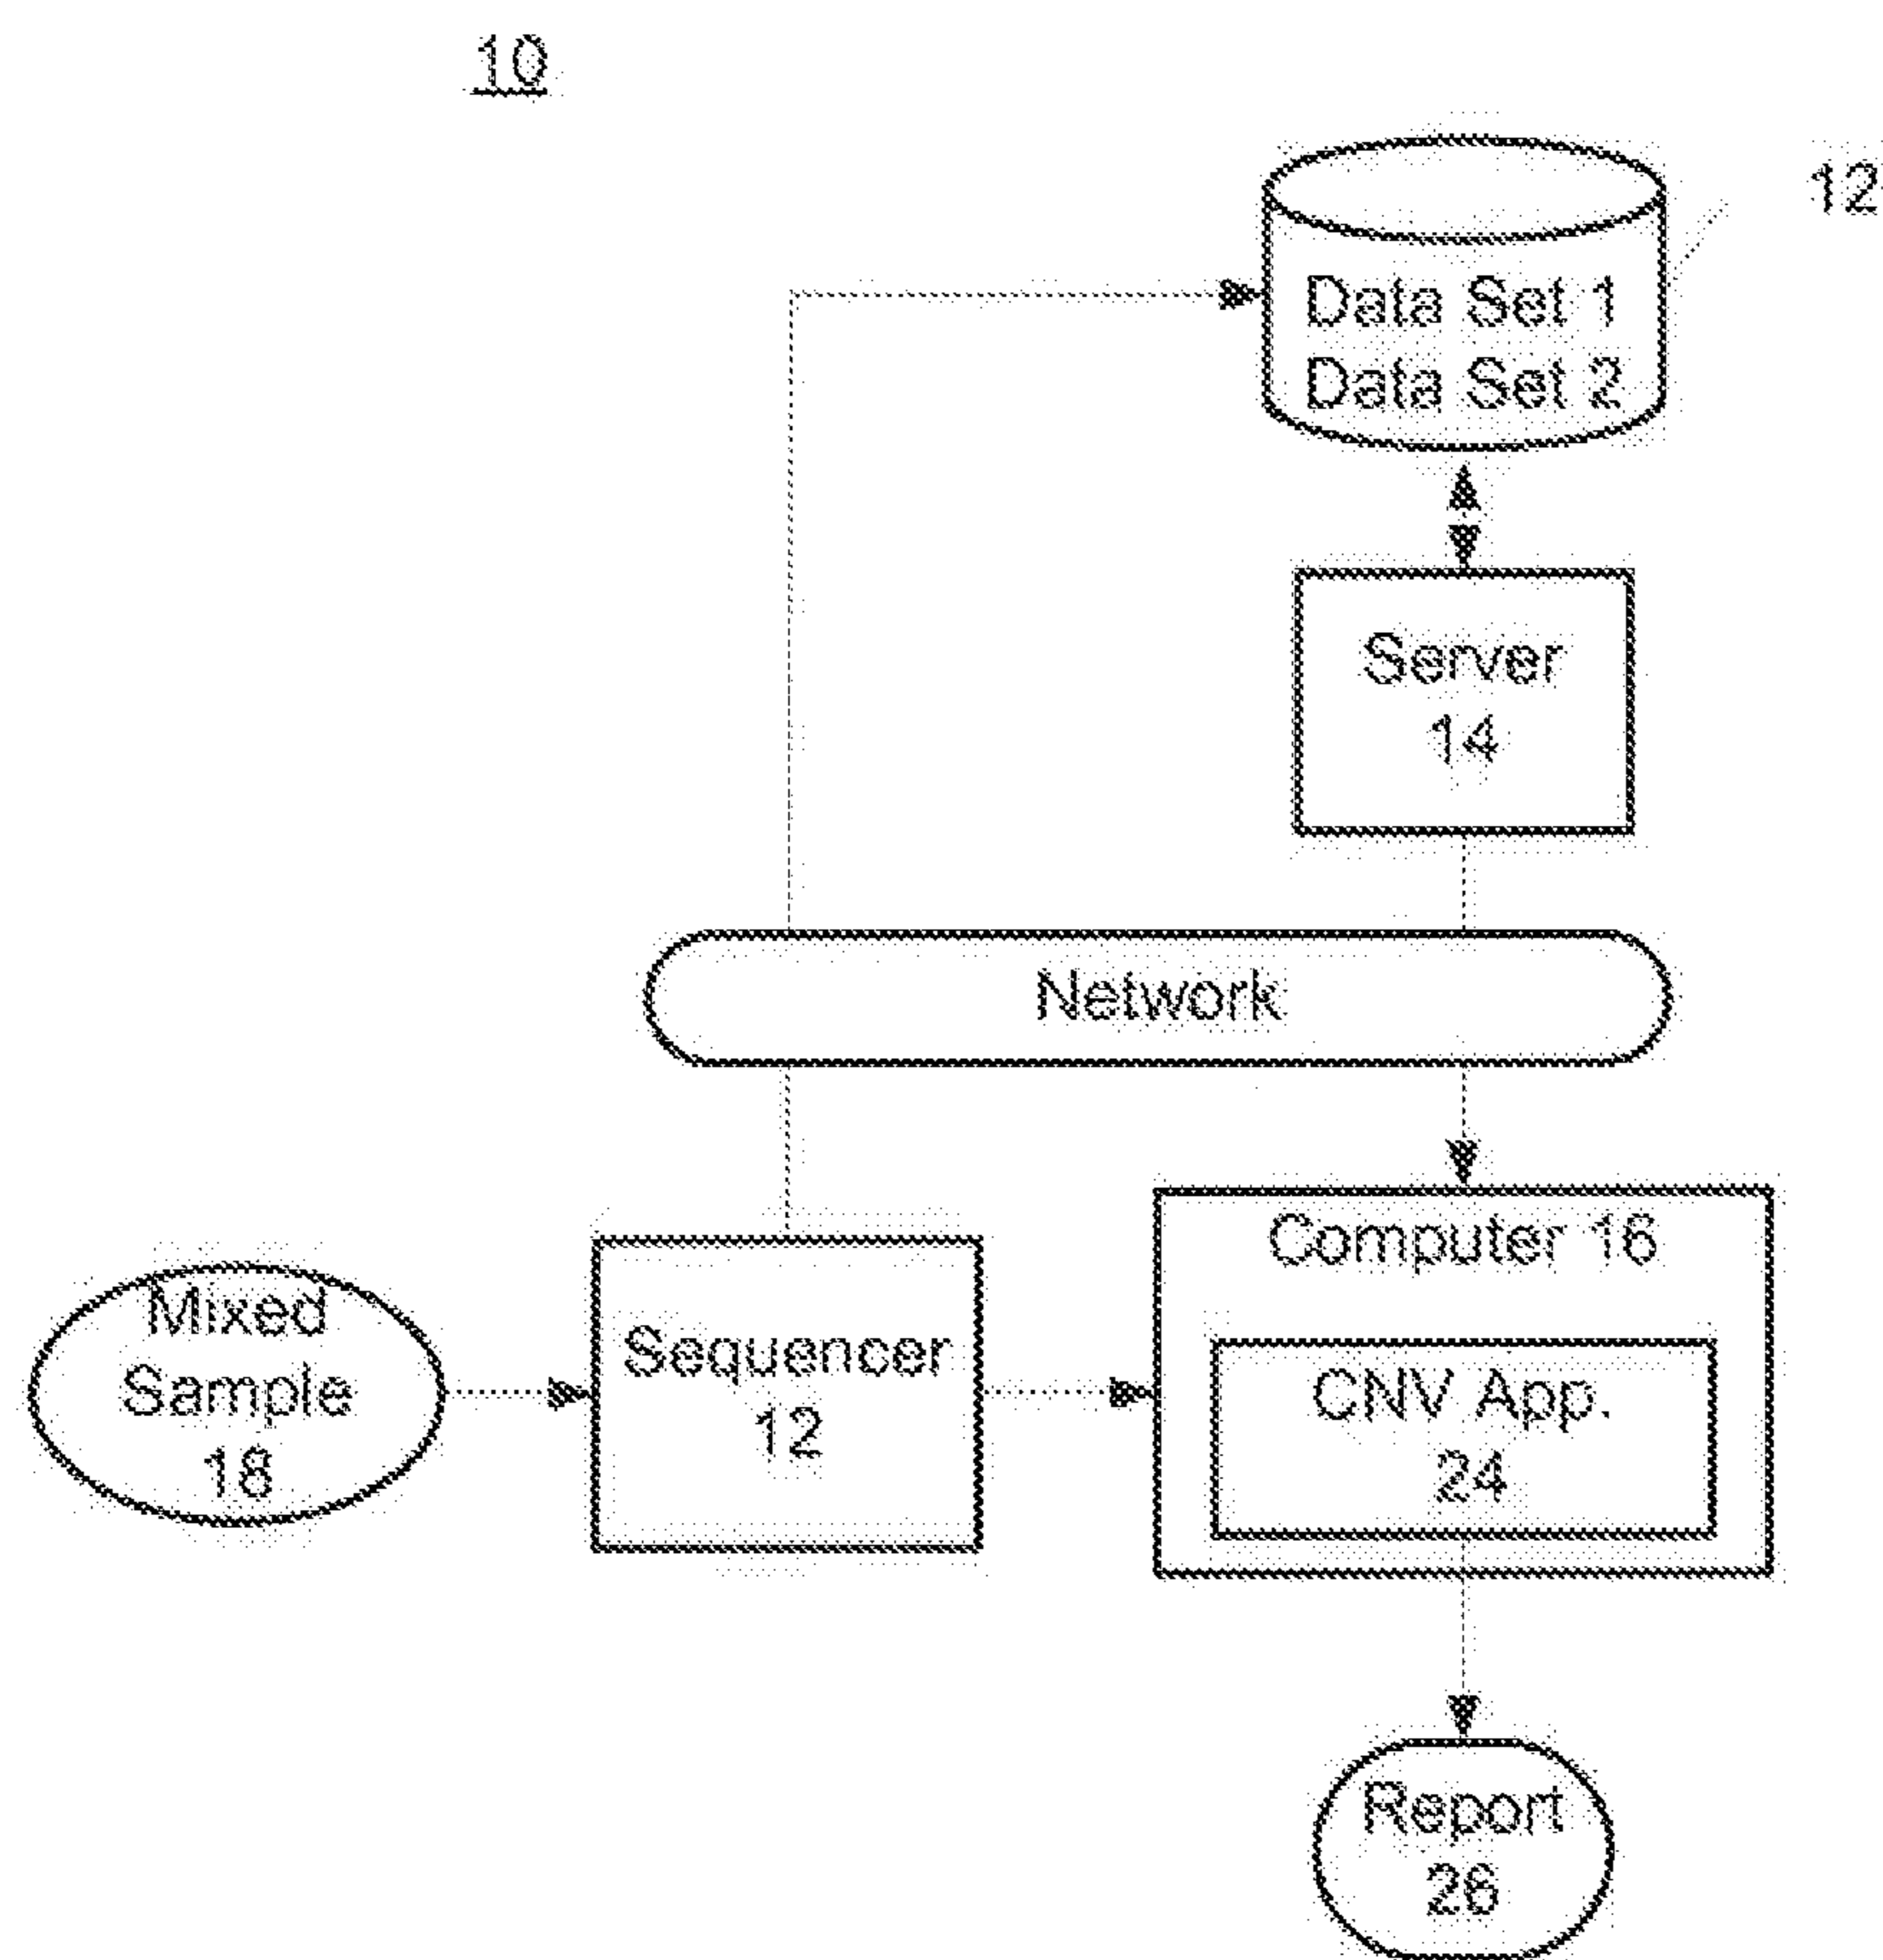 10
12
Data Set 1
Data Set 2
Server
14
Network
Computer 16
Mixed
Sample
18
Sequencer
12
CNV App.
24
Report
26